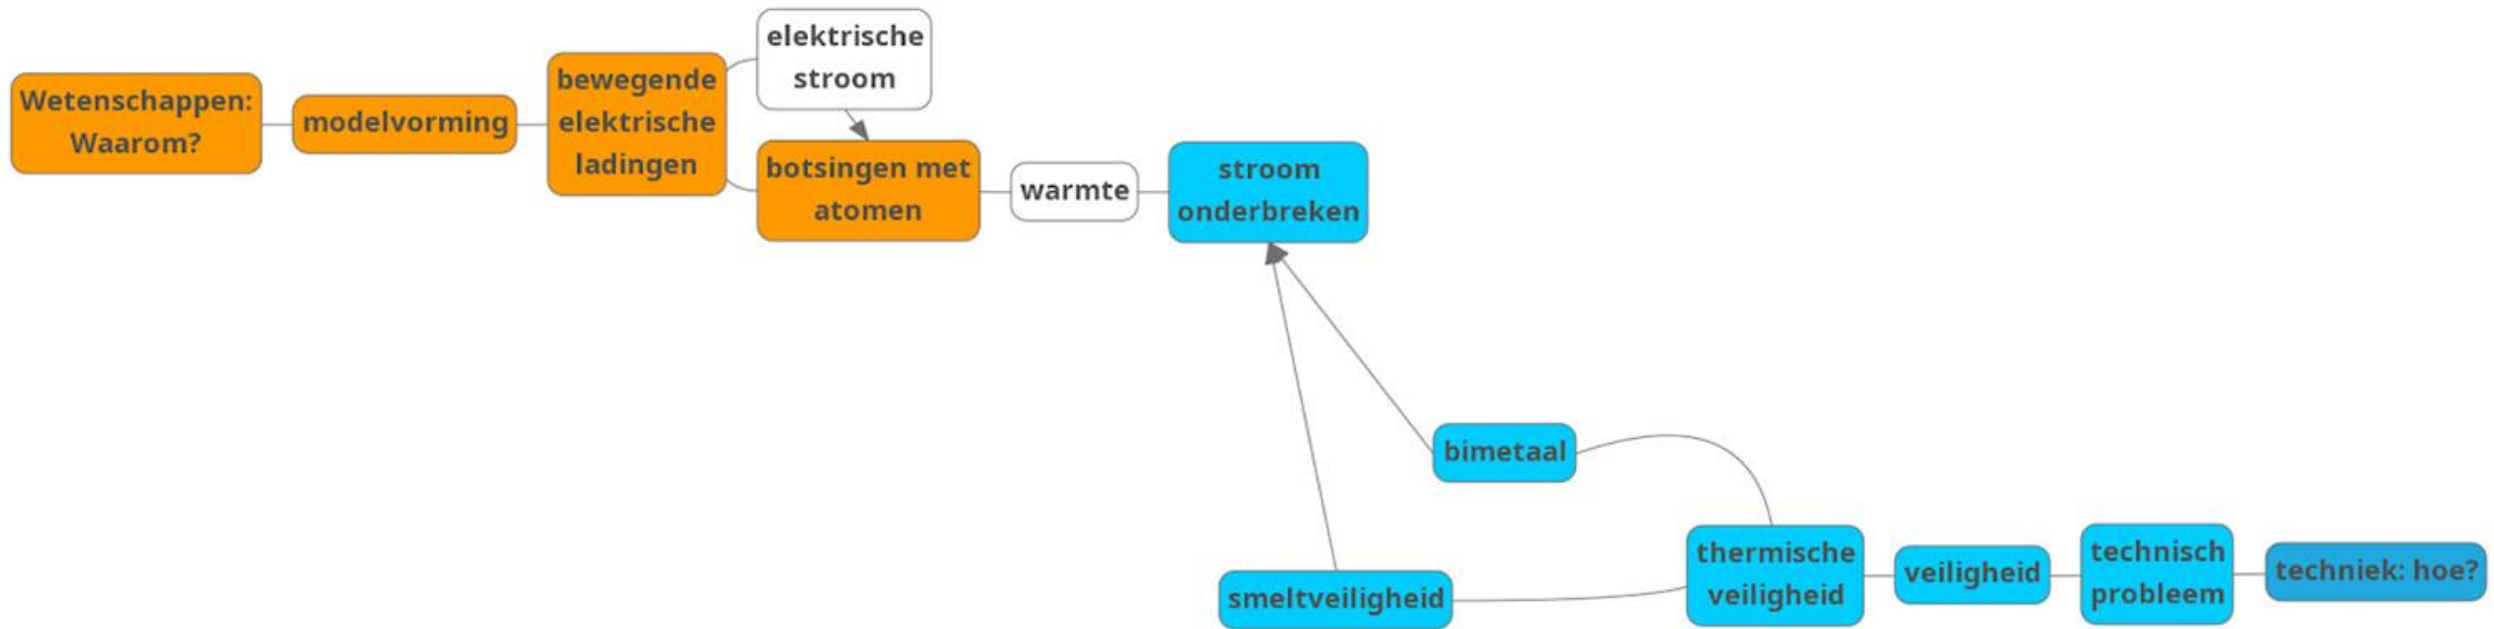 Wetenschappen:
Waarom?
modelvorming
bewegende
elektrische
ladingen
elektrische
stroom
botsingen met
atomen
warmte
stroom
onderbreken
bimetaal
smeltveiligheid
thermische
veiligheid
veiligheid
technisch
probleem
techniek: hoe?